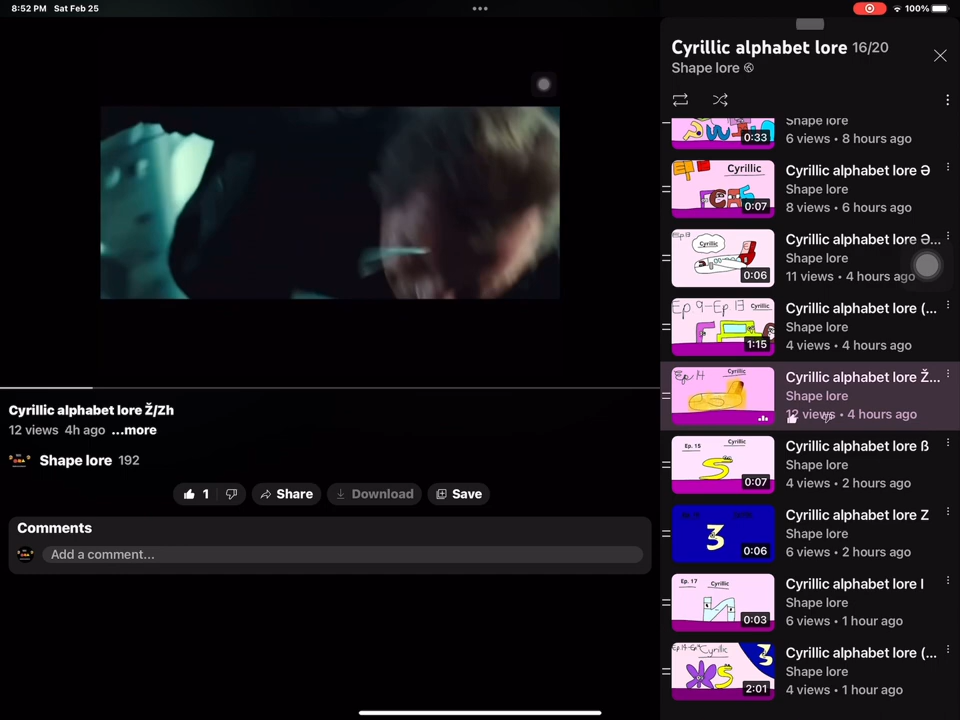 8:52 PM Sat Feb 25
100%
Cyrillic alphabet lore Ž/Zh
12 views 4h ago ...more
Shape lore 192
1
Share
Download
Save
Comments
Add a comment...
Cyrillic alphabet lore 16/20
Shape lore
0:33
Shape lore
6 views • 8 hours ago
Cyrillic
0:07
Cyrillic alphabet lore Ə
Shape lore
8 views • 6 hours ago
Cyrillic
0:06
Cyrillic alphabet lore Ə...
Shape lore
11 views • 4 hours ago
Ep 9-Ep 13 Cyrillic
1:15
Cyrillic alphabet lore (...
Shape lore
4 views • 4 hours ago
Ep. 14 Cyrillic
Cyrillic alphabet lore Ž...
Shape lore
12 views • 4 hours ago
Ep. 15 Cyrillic
0:07
Cyrillic alphabet lore ß
Shape lore
4 views • 2 hours ago
З
0:06
Cyrillic alphabet lore Z
Shape lore
6 views • 2 hours ago
Ep. 17 Cyrillic
И
0:03
Cyrillic alphabet lore I
Shape lore
6 views • 1 hour ago
Cyrillic
2:01
Cyrillic alphabet lore (...
Shape lore
4 views • 1 hour ago